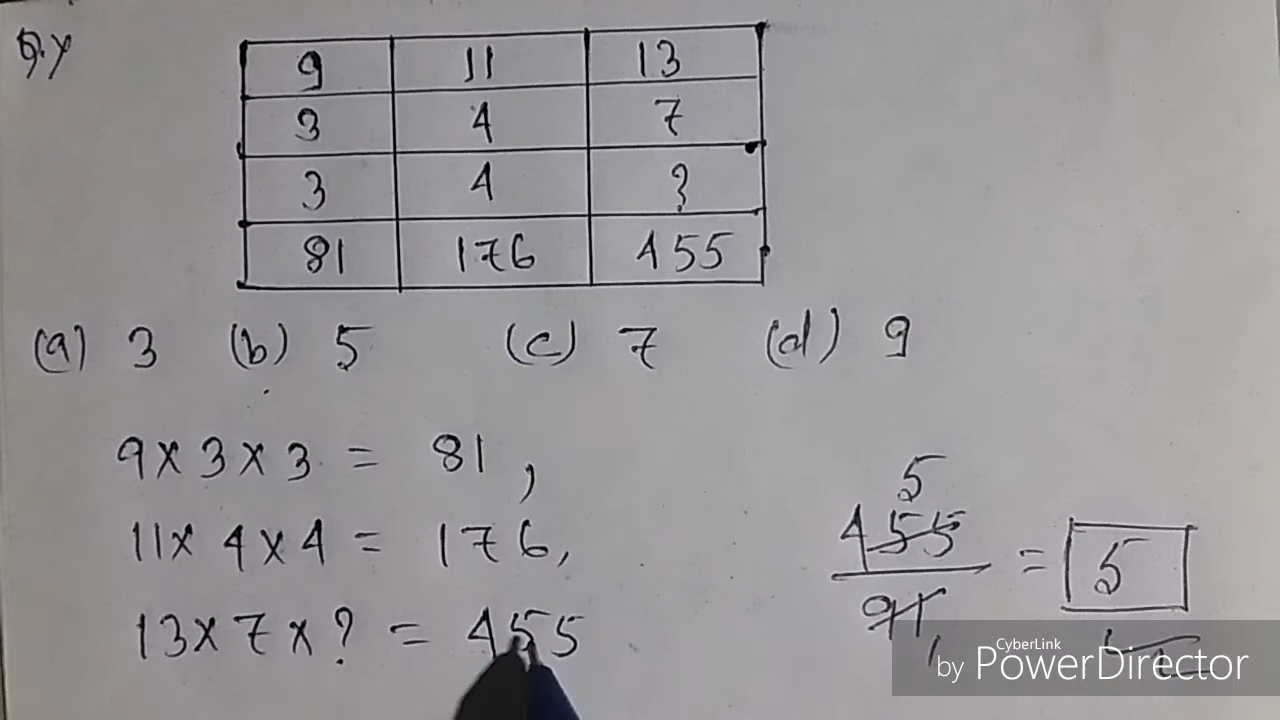 Q.y
9 11 13
3 4 7
3 4 ?
81 176 455
(a) 3 (b) 5 (c) 7 (d) 9
9 x 3 x 3 = 81,
11 x 4 x 4 = 176,
13 x 7 x ? = 455
5
455
91
= 5
CyberLink
by PowerDirector